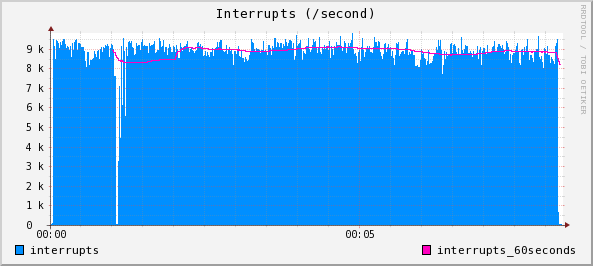 Interrupts (/second)
RRDTOOL / TOBI OETIKER
9 k
8 k
7 k
6 k
5 k
4 k
3 k
2 k
1 k
0
00:00 00:05
interrupts interrupts_60seconds